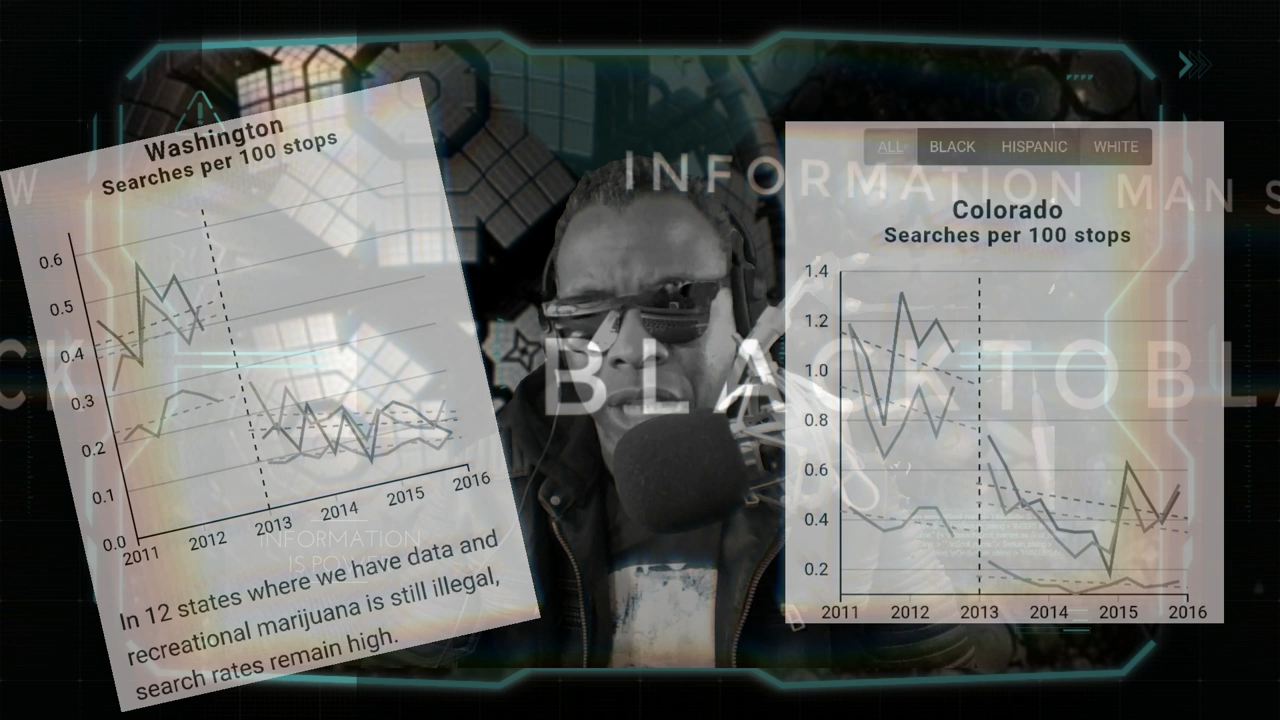 Washington
Searches per 100 stops
0.6
0.5
0.4
0.3
0.2
0.1
0.0
2011 2012 2013 2014 2015 2016
In 12 states where we have data and
recreational marijuana is still illegal,
search rates remain high.
W
INFORMATION MAN S
CK
BLACKTOBLA
INFORMATION
IS POWER
ALL BLACK HISPANIC WHITE
Colorado
Searches per 100 stops
1.4
1.2
1.0
0.8
0.6
0.4
0.2
2011 2012 2013 2014 2015 2016